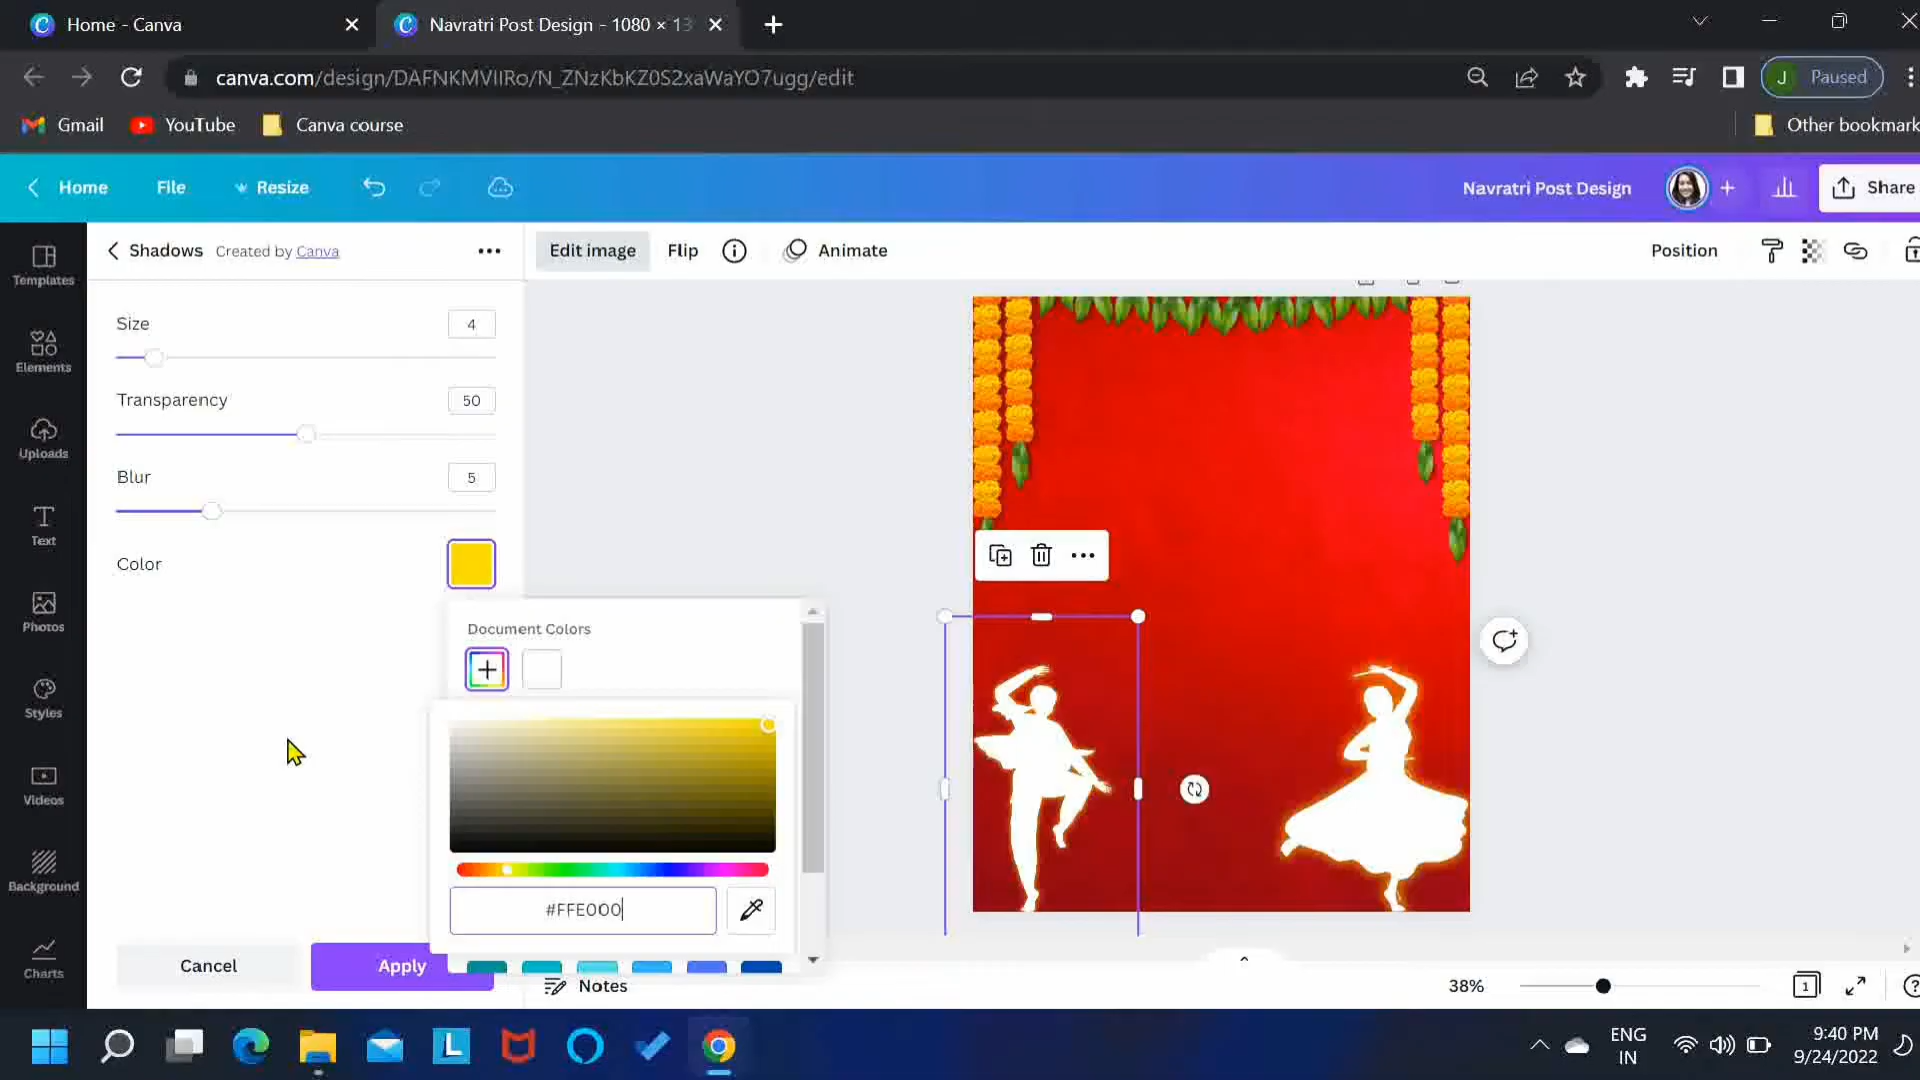 Home - Canva
Navratri Post Design - 1080 × 13
canva.com/design/DAFNKMVIIRo/N_ZNzKbKZ0S2xaWaYO7ugg/edit
J Paused
Gmail
YouTube
Canva course
Other bookmark
Home
File
Resize
Navratri Post Design
Share
Templates
Elements
Uploads
Text
Photos
Styles
Videos
Background
Charts
Shadows
Created by Canva
Edit image
Flip
Animate
Position
Size
4
Transparency
50
Blur
5
Color
Document Colors
#FFE000
Cancel
Apply
Notes
38%
1
ENG
IN
9:40 PM
9/24/2022